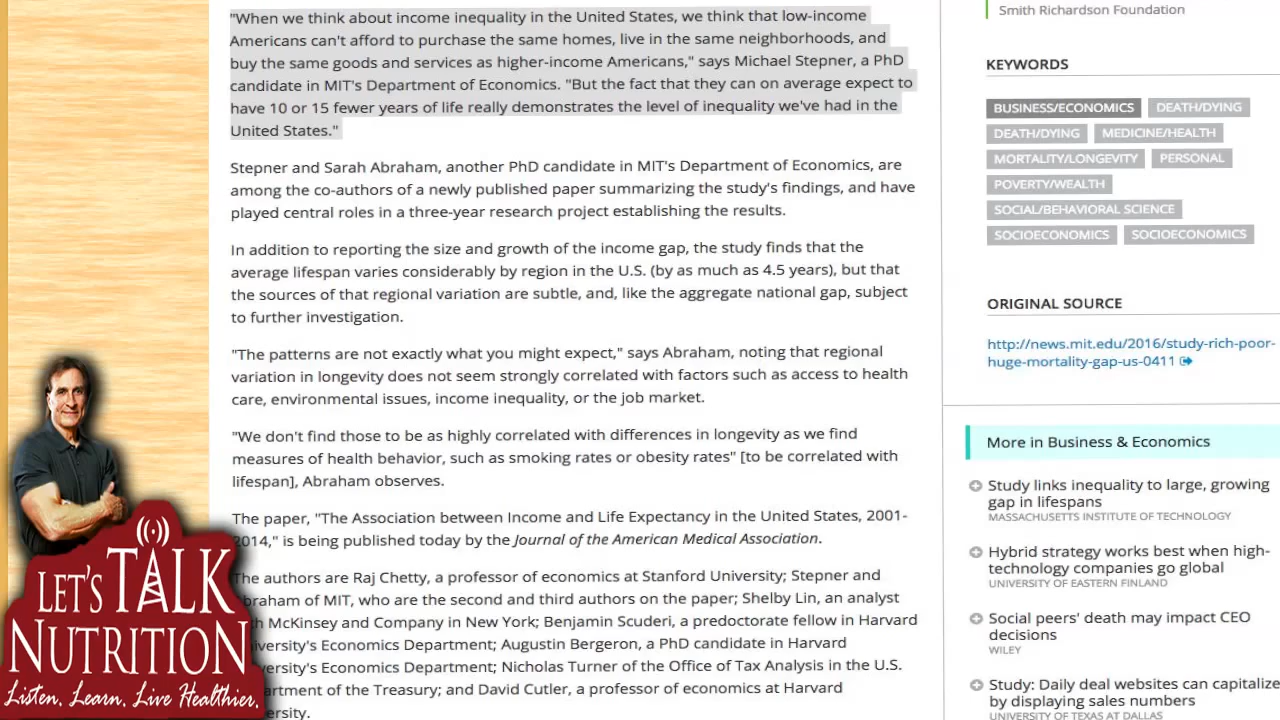 "When we think about income inequality in the United States, we think that low-income
Americans can't afford to purchase the same homes, live in the same neighborhoods, and
buy the same goods and services as higher-income Americans," says Michael Stepner, a PhD
candidate in MIT's Department of Economics. "But the fact that they can on average expect to
have 10 or 15 fewer years of life really demonstrates the level of inequality we've had in the
United States."
Stepner and Sarah Abraham, another PhD candidate in MIT's Department of Economics, are
among the co-authors of a newly published paper summarizing the study's findings, and have
played central roles in a three-year research project establishing the results.
In addition to reporting the size and growth of the income gap, the study finds that the
average lifespan varies considerably by region in the U.S. (by as much as 4.5 years), but that
the sources of that regional variation are subtle, and, like the aggregate national gap, subject
to further investigation.
"The patterns are not exactly what you might expect," says Abraham, noting that regional
variation in longevity does not seem strongly correlated with factors such as access to health
care, environmental issues, income inequality, or the job market.
"We don't find those to be as highly correlated with differences in longevity as we find
measures of health behavior, such as smoking rates or obesity rates" [to be correlated with
lifespan], Abraham observes.
The paper, "The Association between Income and Life Expectancy in the United States, 2001-
2014," is being published today by the Journal of the American Medical Association.
The authors are Raj Chetty, a professor of economics at Stanford University; Stepner and
braham of MIT, who are the second and third authors on the paper; Shelby Lin, an analyst
McKinsey and Company in New York; Benjamin Scuderi, a predoctorate fellow in Harvard
iversity's Economics Department; Augustin Bergeron, a PhD candidate in Harvard
versity's Economics Department; Nicholas Turner of the Office of Tax Analysis in the U.S.
artment of the Treasury; and David Cutler, a professor of economics at Harvard
ersity.
Smith Richardson Foundation
KEYWORDS
BUSINESS/ECONOMICS DEATH/DYING
DEATH/DYING MEDICINE/HEALTH
MORTALITY/LONGEVITY PERSONAL
POVERTY/WEALTH
SOCIAL/BEHAVIORAL SCIENCE
SOCIOECONOMICS SOCIOECONOMICS
ORIGINAL SOURCE
http://news.mit.edu/2016/study-rich-poor-
huge-mortality-gap-us-0411
More in Business & Economics
Study links inequality to large, growing
gap in lifespans
MASSACHUSETTS INSTITUTE OF TECHNOLOGY
Hybrid strategy works best when high-
technology companies go global
UNIVERSITY OF EASTERN FINLAND
Social peers' death may impact CEO
decisions
WILEY
Study: Daily deal websites can capitalize
by displaying sales numbers
UNIVERSITY OF TEXAS AT DALLAS
LET'S TALK
NUTRITION
Listen. Learn. Live Healthier.